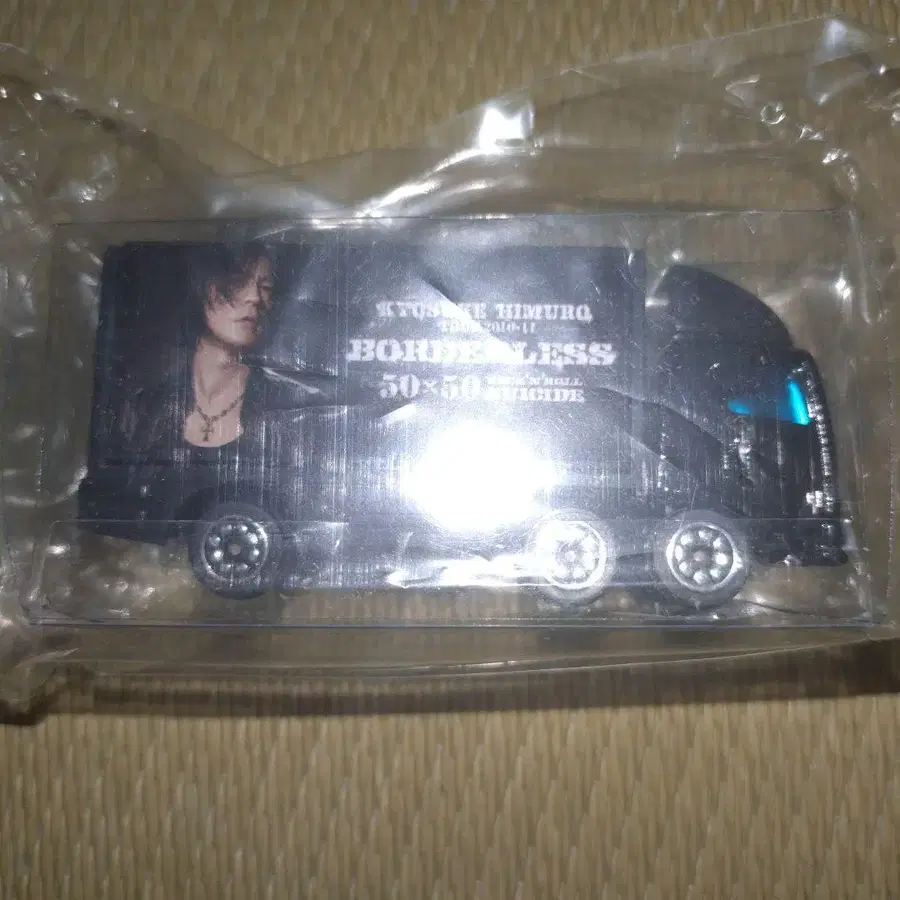 KYOSUKE HIMURO
TOUR 2010-11
BORDERLESS
50×50 ROCK'N'ROLL
SUICIDE